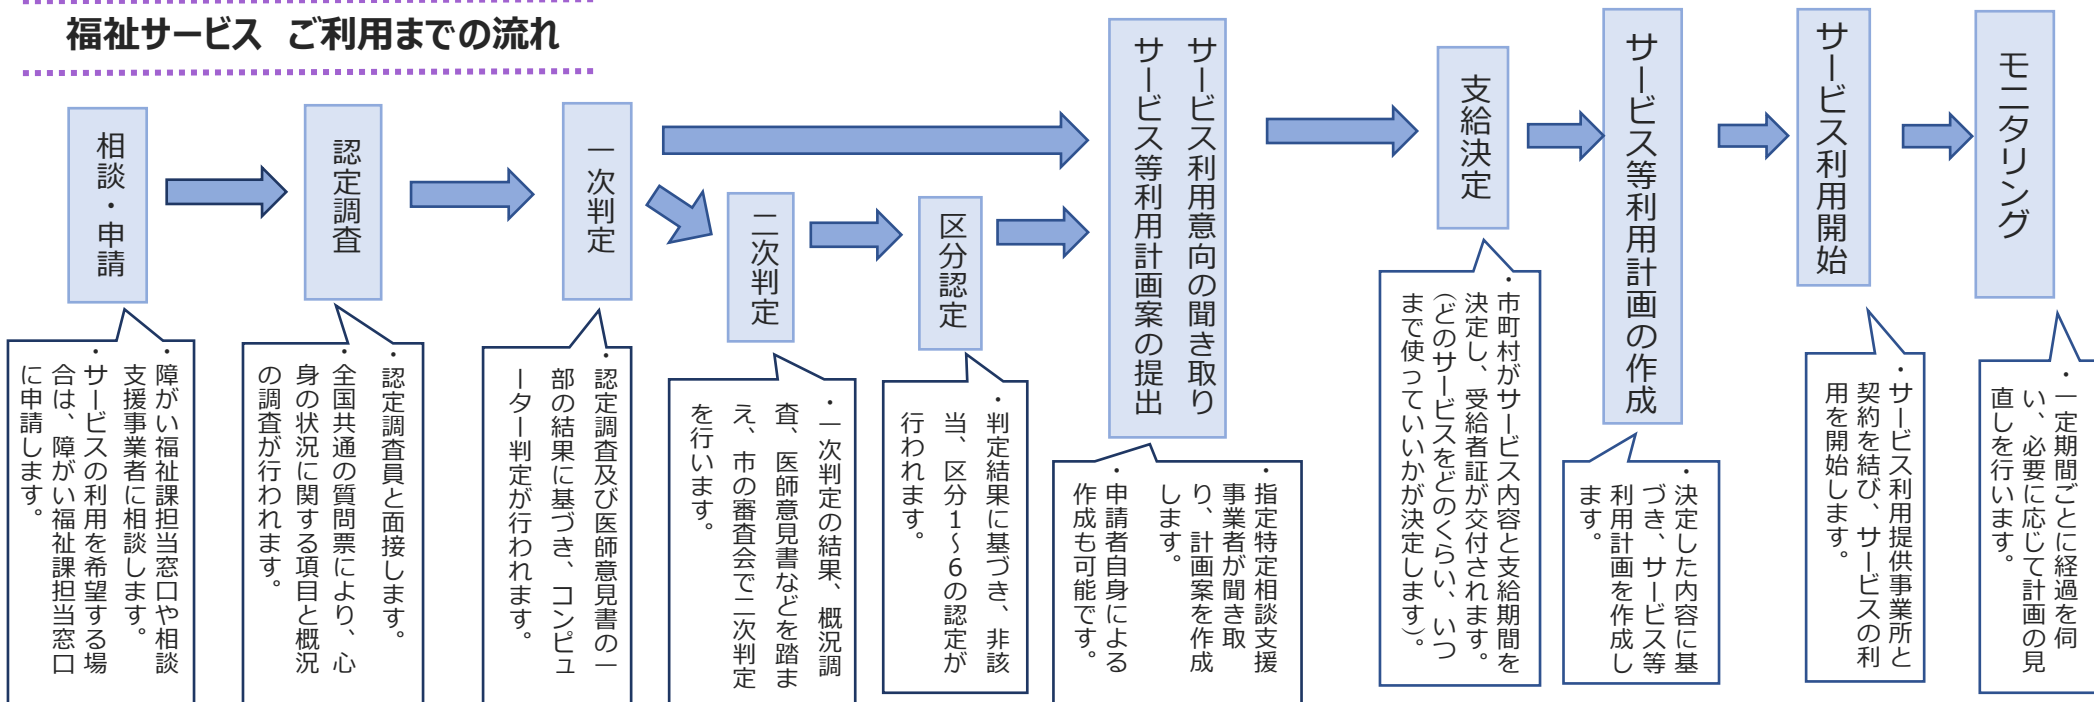 福祉サービス ご利用までの流れ
相談・申請
・障がい福祉課担当窓口や相談
支援事業者に相談します。
・サービスの利用を希望する場
合は、障がい福祉課担当窓口
に申請します。
認定調査
・認定調査員と面接します。
・全国共通の質問票により、心
身の状況に関する項目と概況
の調査が行われます。
一次判定
・認定調査及び医師意見書の一
部の結果に基づき、コンピュ
ーター判定が行われます。
二次判定
・一次判定の結果、概況調
査、医師意見書などを踏ま
え、市の審査会で二次判定
を行います。
区分認定
・判定結果に基づき、非該
当、区分1～6の認定が
行われます。
サービス利用意向の聞き取り
サービス等利用計画案の提出
・指定特定相談支援
事業者が聞き取
り、計画案を作成
します。
・申請者自身による
作成も可能です。
支給決定
・市町村がサービス内容と支給期間を
決定し、受給者証が交付されます。
(どのサービスをどのくらい、いつ
まで使っていいかが決定します)。
サービス等利用計画の作成
・決定した内容に基
づき、サービス等
利用計画を作成し
ます。
サービス利用開始
・サービス利用提供事業所と
契約を結び、サービスの利
用を開始します。
モニタリング
・一定期間ごとに経過を伺
い、必要に応じて計画の見
直しを行います。